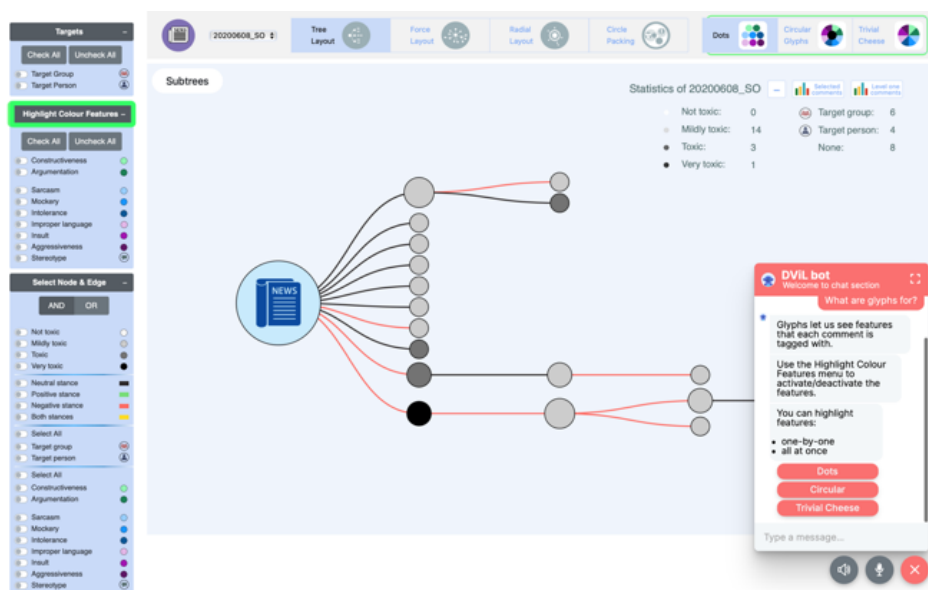 Targets –
Check All Uncheck All
Target Group
Target Person
Highlight Colour Features –
Check All Uncheck All
Constructiveness
Argumentation
Sarcasm
Mockery
Intolerance
Improper language
Insult
Aggressiveness
Stereotype
Select Node & Edge –
AND OR
Not toxic
Mildly toxic
Toxic
Very toxic
Neutral stance
Positive stance
Negative stance
Both stances
Select All
Target group
Target person
Select All
Constructiveness
Argumentation
Sarcasm
Mockery
Intolerance
Improper language
Insult
Aggressiveness
Stereotype
20200608_SO
Tree
Layout
Force
Layout
Radial
Layout
Circle
Packing
Dots
Circular
Glyphs
Trivial
Cheese
Subtrees
Statistics of 20200608_SO –
Selected
comments
Level one
comments
Not toxic: 0
Mildly toxic: 14
Toxic: 3
Very toxic: 1
Target group: 6
Target person: 4
None: 8
NEWS
DViL bot
Welcome to chat section
What are glyphs for?
Glyphs let us see features
that each comment is
tagged with.
Use the Highlight Colour
Features menu to
activate/deactivate the
features.
You can highlight
features:
• one-by-one
• all at once
Dots
Circular
Trivial Cheese
Type a message...